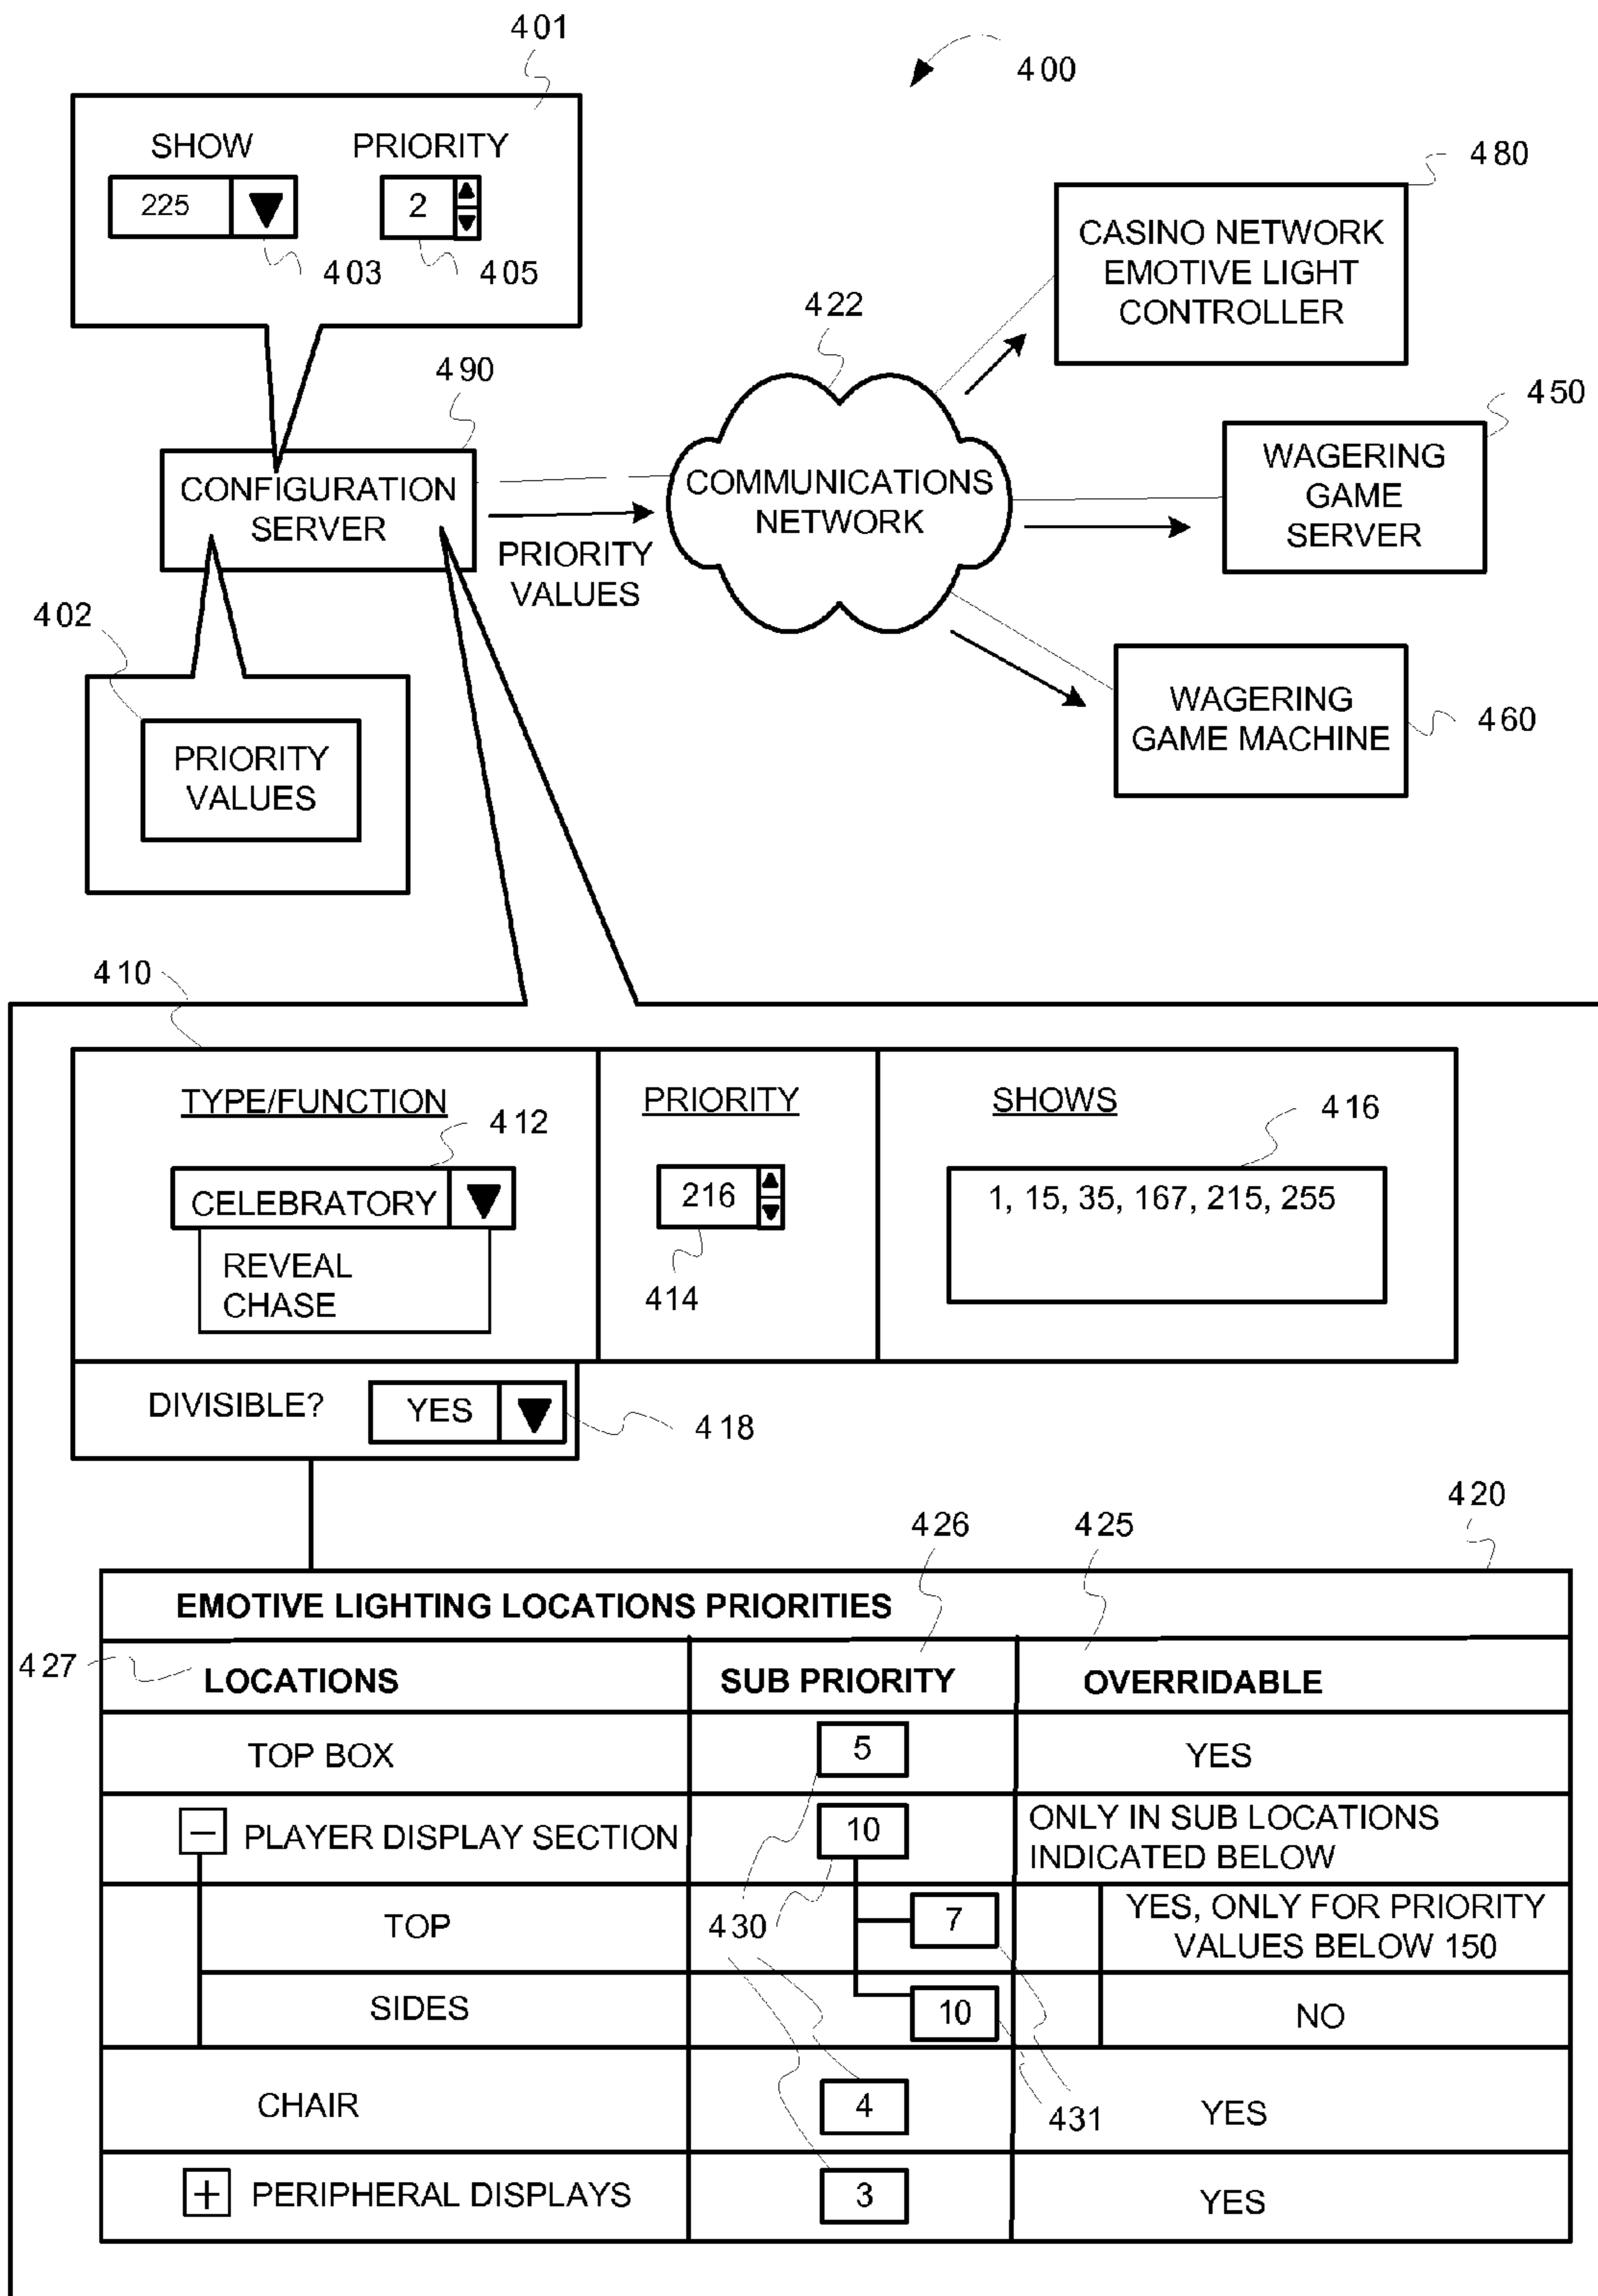 401
400
SHOW PRIORITY
225 2
403 405
480
CASINO NETWORK
EMOTIVE LIGHT
CONTROLLER
422
490
450
CONFIGURATION
SERVER
COMMUNICATIONS
NETWORK
WAGERING
GAME
SERVER
PRIORITY
VALUES
402
PRIORITY
VALUES
WAGERING
GAME MACHINE
460
410
TYPE/FUNCTION PRIORITY SHOWS
412 416
CELEBRATORY 216 1, 15, 35, 167, 215, 255
REVEAL
CHASE
414
DIVISIBLE? YES
418
420
426 425
EMOTIVE LIGHTING LOCATIONS PRIORITIES
427
LOCATIONS SUB PRIORITY OVERRIDABLE
TOP BOX 5 YES
− PLAYER DISPLAY SECTION 10 ONLY IN SUB LOCATIONS
INDICATED BELOW
TOP 430 7 YES, ONLY FOR PRIORITY
VALUES BELOW 150
SIDES 10 NO
CHAIR 4 431 YES
+ PERIPHERAL DISPLAYS 3 YES